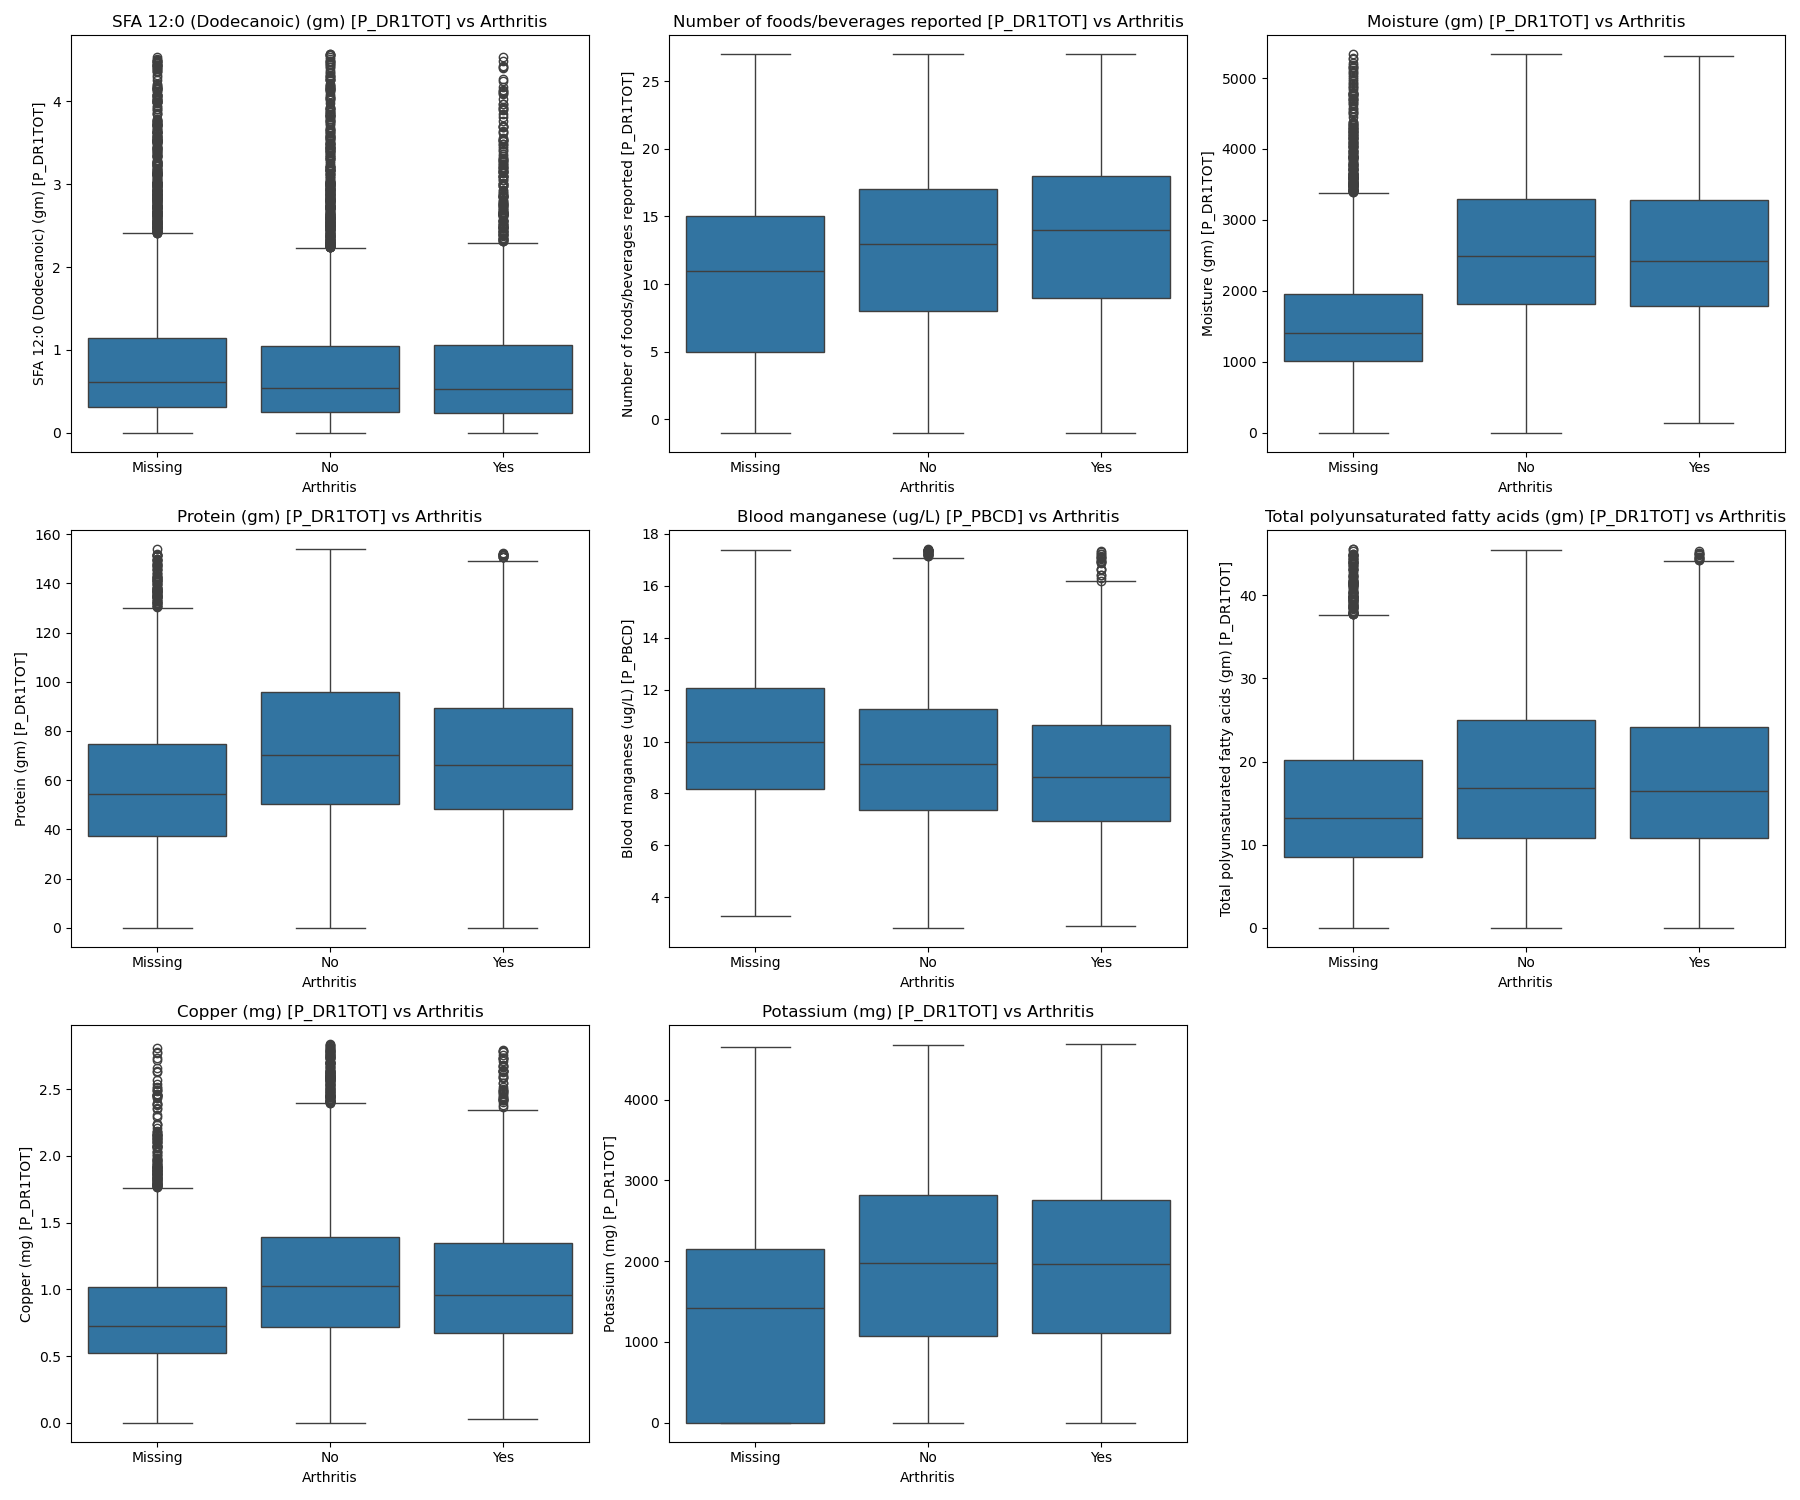 SFA 12:0 (Dodecanoic) (gm) [P_DR1TOT] vs Arthritis
SFA 12:0 (Dodecanoic) (gm) [P_DR1TOT]
4
3
2
1
0
Missing No Yes
Arthritis
Number of foods/beverages reported [P_DR1TOT] vs Arthritis
Number of foods/beverages reported [P_DR1TOT]
25
20
15
10
5
0
Missing No Yes
Arthritis
Moisture (gm) [P_DR1TOT] vs Arthritis
Moisture (gm) [P_DR1TOT]
5000
4000
3000
2000
1000
0
Missing No Yes
Arthritis
Protein (gm) [P_DR1TOT] vs Arthritis
Protein (gm) [P_DR1TOT]
160
140
120
100
80
60
40
20
0
Missing No Yes
Arthritis
Blood manganese (ug/L) [P_PBCD] vs Arthritis
Blood manganese (ug/L) [P_PBCD]
18
16
14
12
10
8
6
4
Missing No Yes
Arthritis
Total polyunsaturated fatty acids (gm) [P_DR1TOT] vs Arthritis
Total polyunsaturated fatty acids (gm) [P_DR1TOT]
40
30
20
10
0
Missing No Yes
Arthritis
Copper (mg) [P_DR1TOT] vs Arthritis
Copper (mg) [P_DR1TOT]
2.5
2.0
1.5
1.0
0.5
0.0
Missing No Yes
Arthritis
Potassium (mg) [P_DR1TOT] vs Arthritis
Potassium (mg) [P_DR1TOT]
4000
3000
2000
1000
0
Missing No Yes
Arthritis